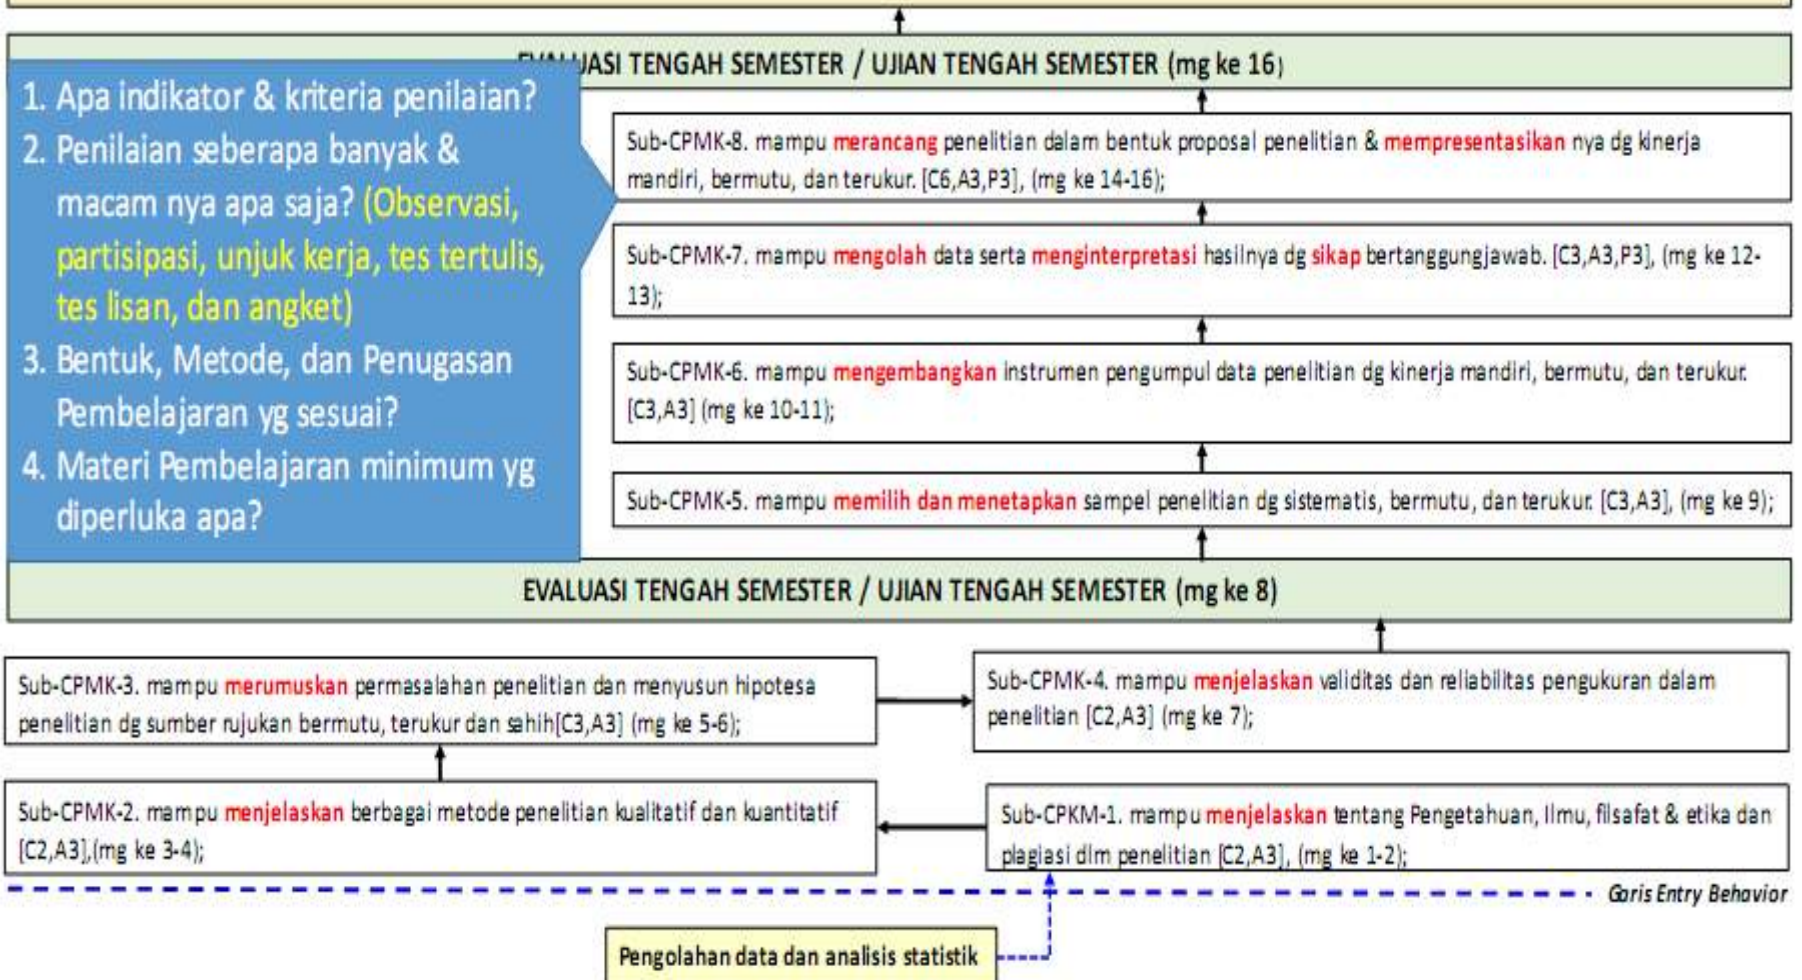 EVALUASI TENGAH SEMESTER / UJIAN TENGAH SEMESTER (mg ke 16)
1. Apa indikator & kriteria penilaian?
2. Penilaian seberapa banyak &
macam nya apa saja? (Observasi,
partisipasi, unjuk kerja, tes tertulis,
tes lisan, dan angket)
3. Bentuk, Metode, dan Penugasan
Pembelajaran yg sesuai?
4. Materi Pembelajaran minimum yg
diperluka apa?
Sub-CPMK-8. mampu merancang penelitian dalam bentuk proposal penelitian & mempresentasikan nya dg kinerja
mandiri, bermutu, dan terukur. [C6,A3,P3], (mg ke 14-16);
Sub-CPMK-7. mampu mengolah data serta menginterpretasi hasilnya dg sikap bertanggungjawab. [C3,A3,P3], (mg ke 12-
13);
Sub-CPMK-6. mampu mengembangkan instrumen pengumpul data penelitian dg kinerja mandiri, bermutu, dan terukur.
[C3,A3] (mg ke 10-11);
Sub-CPMK-5. mampu memilih dan menetapkan sampel penelitian dg sistematis, bermutu, dan terukur. [C3,A3], (mg ke 9);
EVALUASI TENGAH SEMESTER / UJIAN TENGAH SEMESTER (mg ke 8)
Sub-CPMK-3. mampu merumuskan permasalahan penelitian dan menyusun hipotesa
penelitian dg sumber rujukan bermutu, terukur dan sahih[C3,A3] (mg ke 5-6);
Sub-CPMK-4. mampu menjelaskan validitas dan reliabilitas pengukuran dalam
penelitian [C2,A3] (mg ke 7);
Sub-CPMK-2. mampu menjelaskan berbagai metode penelitian kualitatif dan kuantitatif
[C2,A3],(mg ke 3-4);
Sub-CPKM-1. mampu menjelaskan tentang Pengetahuan, Ilmu, filsafat & etika dan
plagiasi dlm penelitian [C2,A3], (mg ke 1-2);
Garis Entry Behavior
Pengolahan data dan analisis statistik